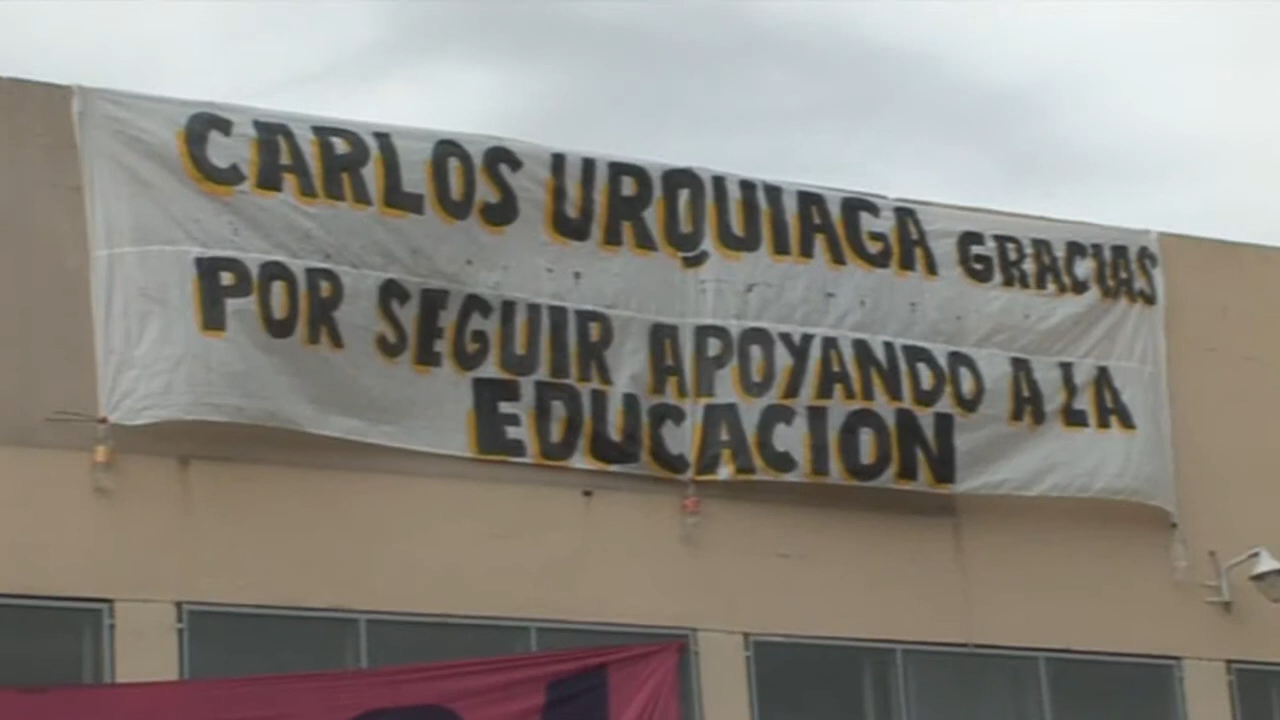 CARLOS URQUIAGA GRACIAS
POR SEGUIR APOYANDO A LA
EDUCACION